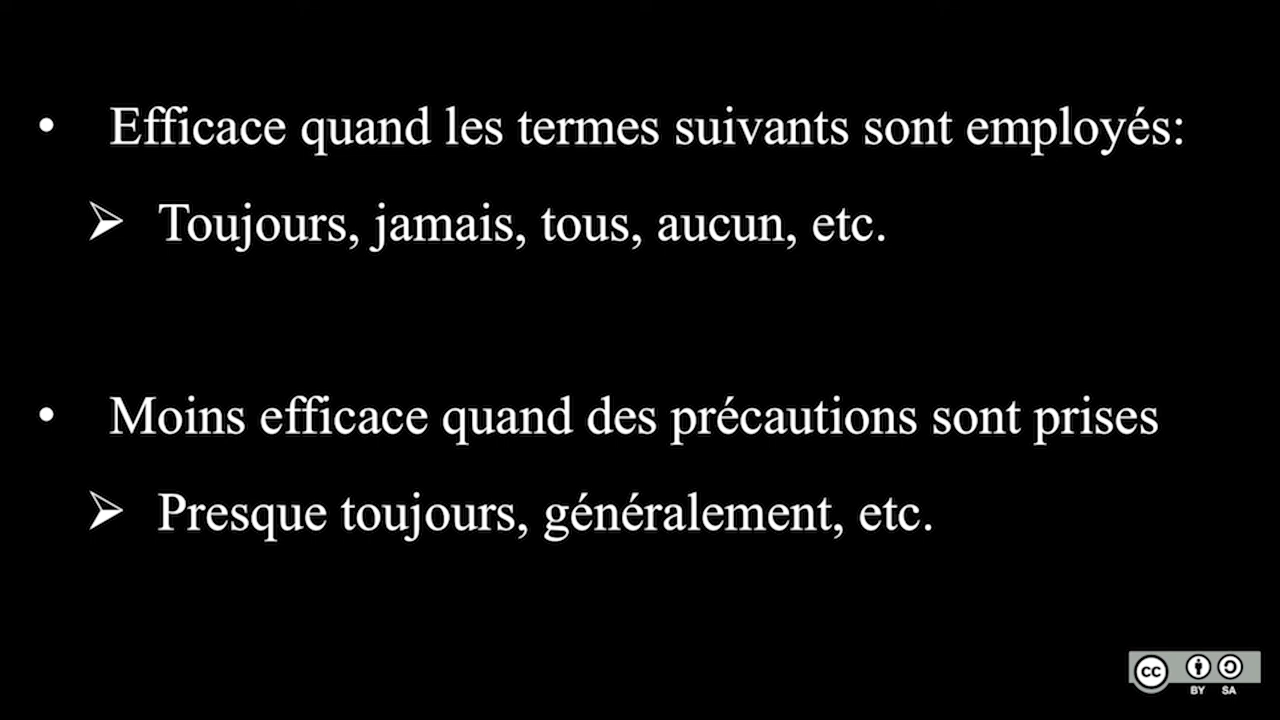 • Efficace quand les termes suivants sont employés:
➢ Toujours, jamais, tous, aucun, etc.
• Moins efficace quand des précautions sont prises
➢ Presque toujours, généralement, etc.
cc
BY SA